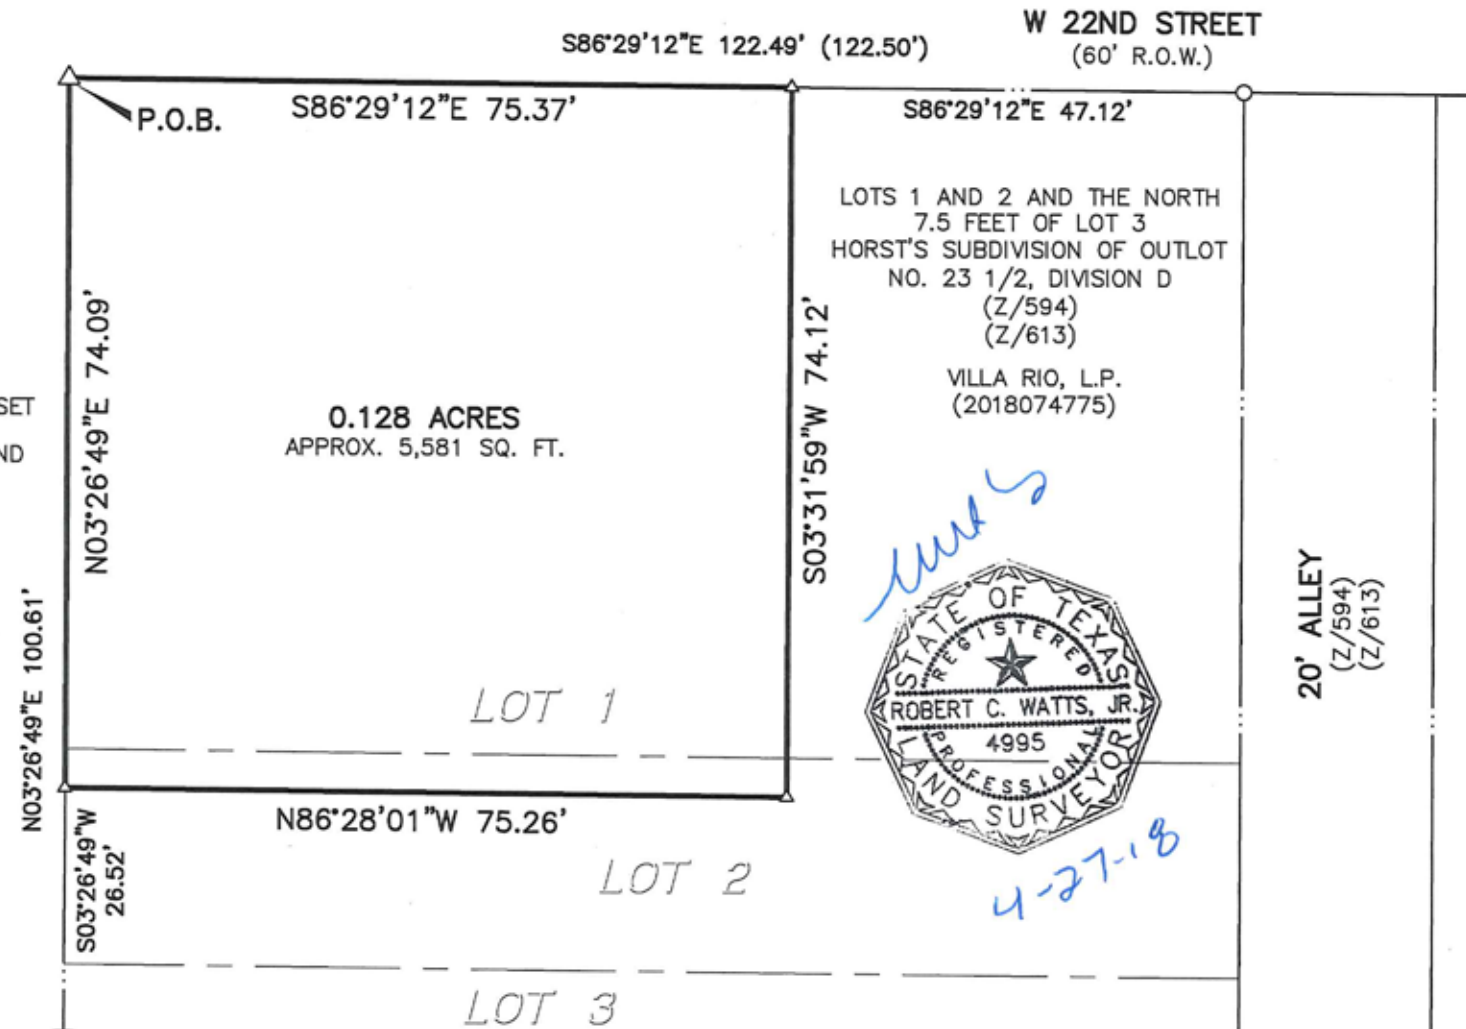 W 22ND STREET
(60' R.O.W.)
S86°29'12"E 122.49' (122.50')
P.O.B.
S86°29'12"E 75.37'
S86°29'12"E 47.12'
LOTS 1 AND 2 AND THE NORTH
7.5 FEET OF LOT 3
HORST'S SUBDIVISION OF OUTLOT
NO. 23 1/2, DIVISION D
(Z/594)
(Z/613)
VILLA RIO, L.P.
(2018074775)
N03°26'49"E 74.09'
S03°31'59"W 74.12'
SET
ND
0.128 ACRES
APPROX. 5,581 SQ. FT.
N03°26'49"E 100.61'
20' ALLEY
(Z/594)
(Z/613)
STATE OF TEXAS
REGISTERED
ROBERT C. WATTS, JR.
4995
PROFESSIONAL
LAND SURVEYOR
4-27-18
LOT 1
N86°28'01"W 75.26'
S03°26'49"W
26.52'
LOT 2
LOT 3